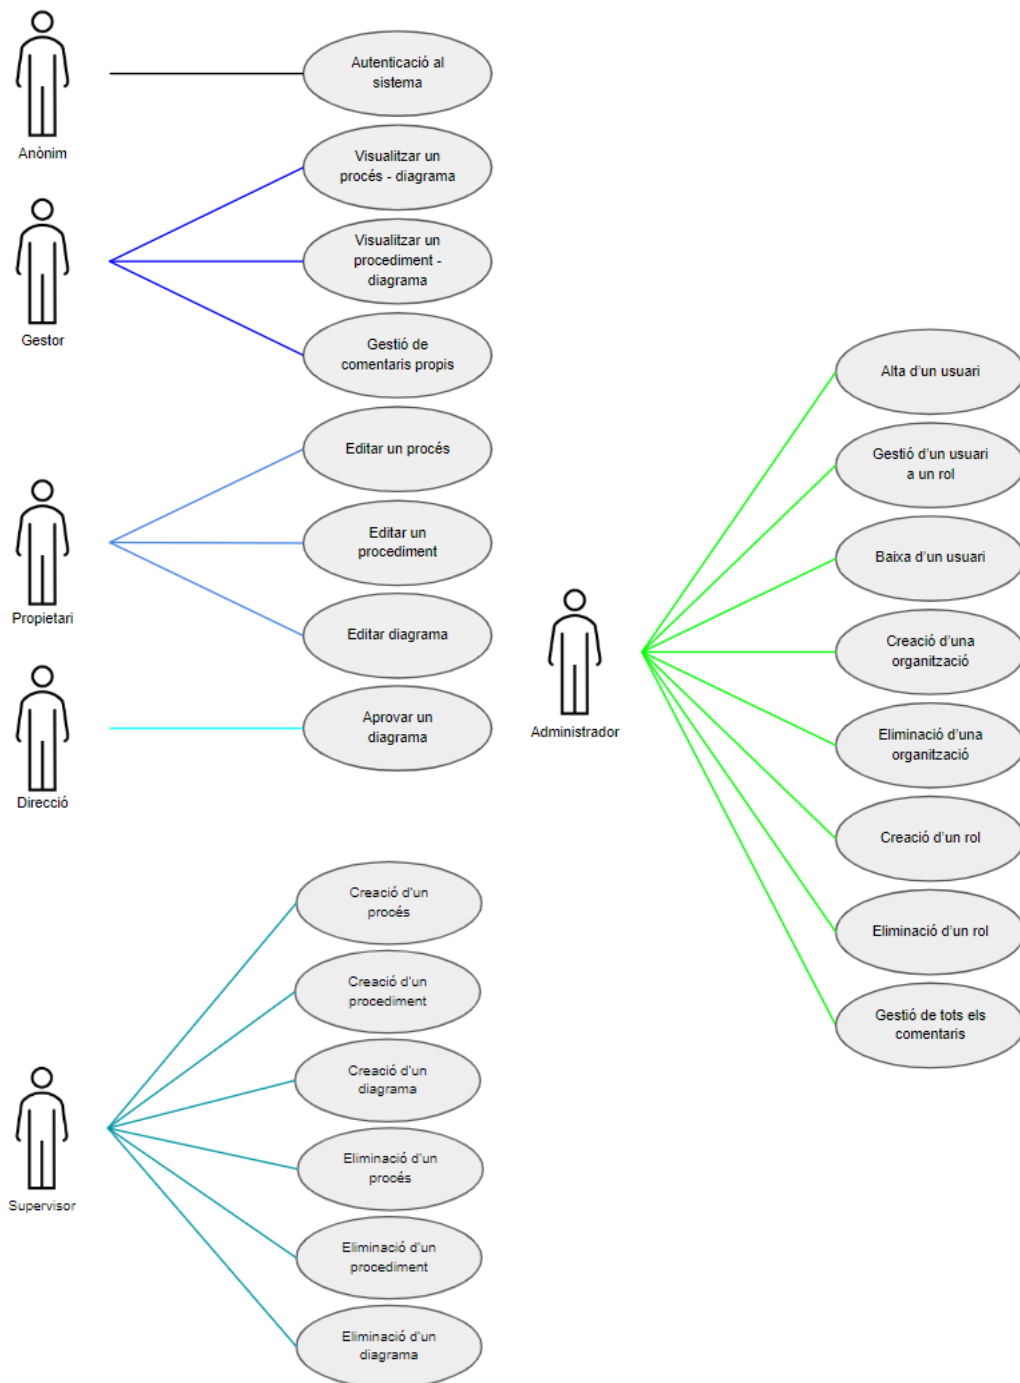 Autenticació al
sistema
Anònim
Visualitzar un
procés - diagrama
Visualitzar un
procediment -
diagrama
Gestor
Gestió de
comentaris propis
Editar un procés
Editar un
procediment
Propietari
Editar diagrama
Aprovar un
diagrama
Direcció
Alta d'un usuari
Gestió d'un usuari
a un rol
Baixa d'un usuari
Creació d'una
organització
Administrador
Eliminació d'una
organització
Creació d'un rol
Eliminació d'un rol
Gestió de tots els
comentaris
Creació d'un
procés
Creació d'un
procediment
Creació d'un
diagrama
Eliminació d'un
procés
Supervisor
Eliminació d'un
procediment
Eliminació d'un
diagrama